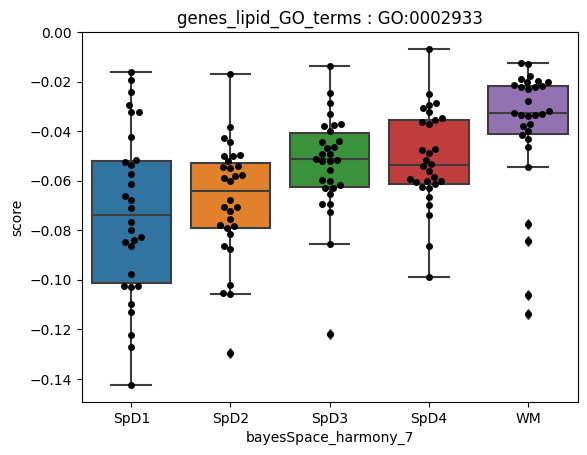 genes_lipid_GO_terms : GO:0002933
0.00
−0.02
−0.04
−0.06
−0.08
−0.10
−0.12
−0.14
score
SpD1 SpD2 SpD3 SpD4 WM
bayesSpace_harmony_7